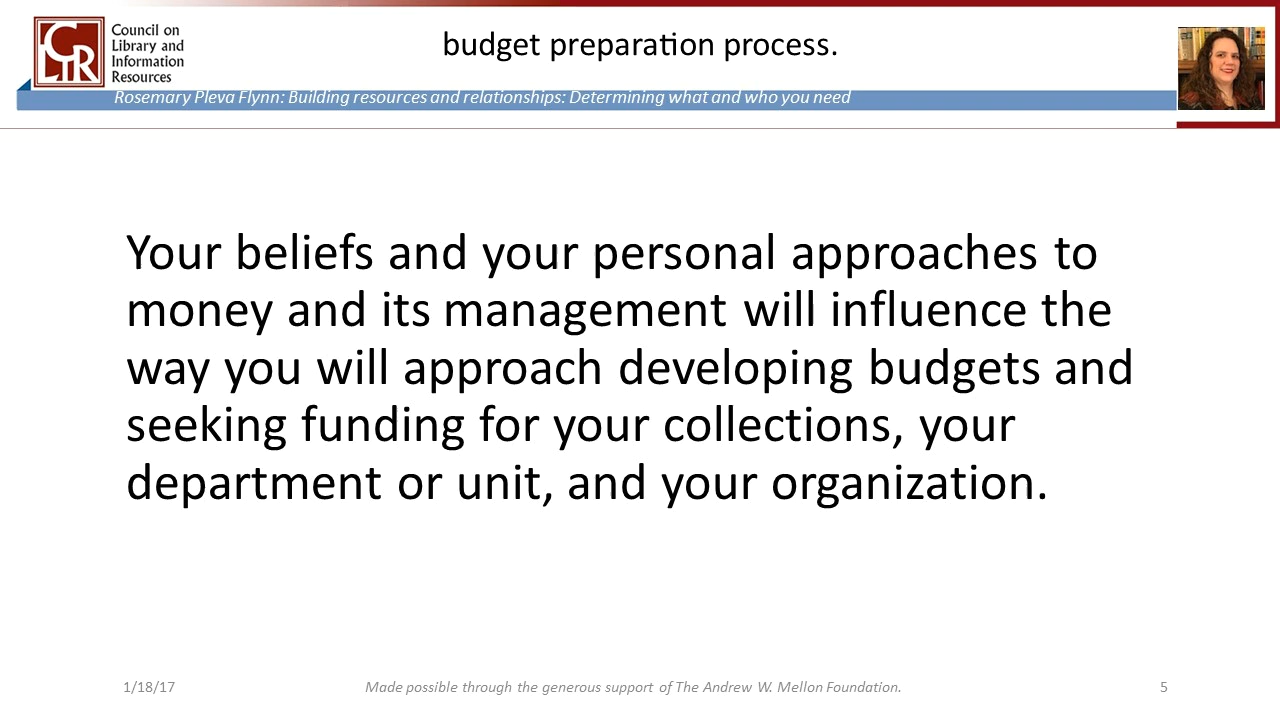 budget preparation process.
CLIR
Council on
Library and
Information
Resources
Rosemary Pleva Flynn: Building resources and relationships: Determining what and who you need
Your beliefs and your personal approaches to
money and its management will influence the
way you will approach developing budgets and
seeking funding for your collections, your
department or unit, and your organization.
1/18/17
Made possible through the generous support of The Andrew W. Mellon Foundation.
5